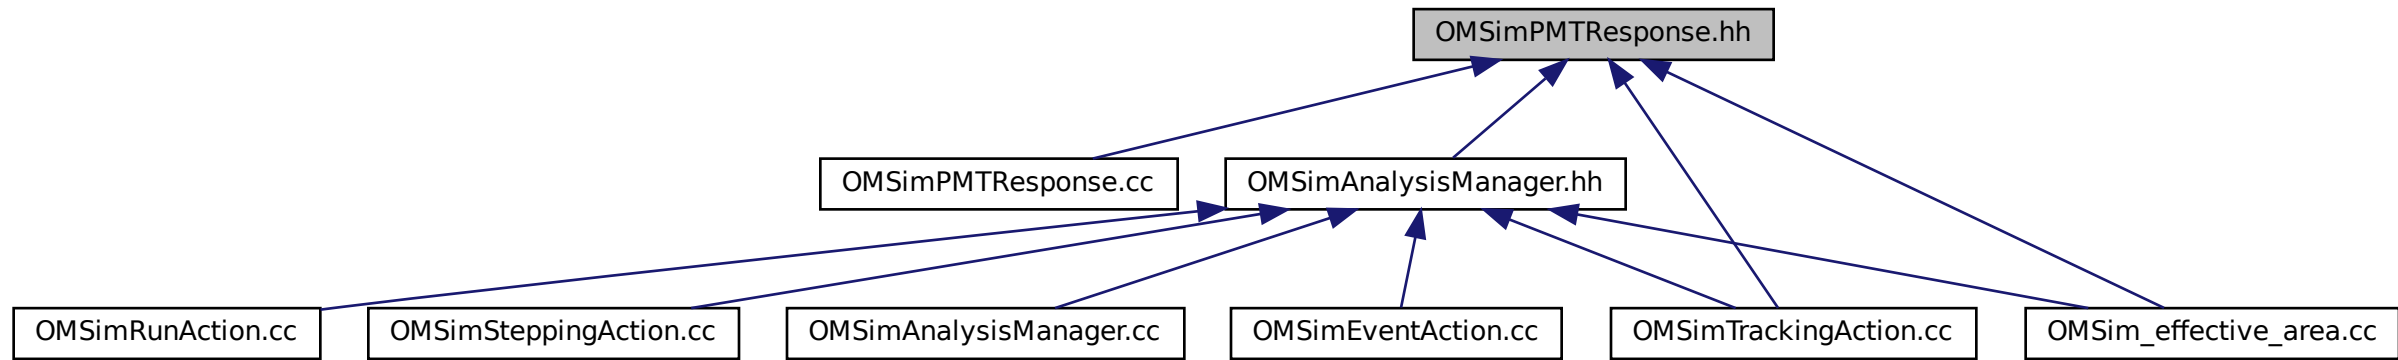 OMSimPMTResponse.hh
OMSimPMTResponse.cc
OMSimAnalysisManager.hh
OMSimRunAction.cc
OMSimSteppingAction.cc
OMSimAnalysisManager.cc
OMSimEventAction.cc
OMSimTrackingAction.cc
OMSim_effective_area.cc